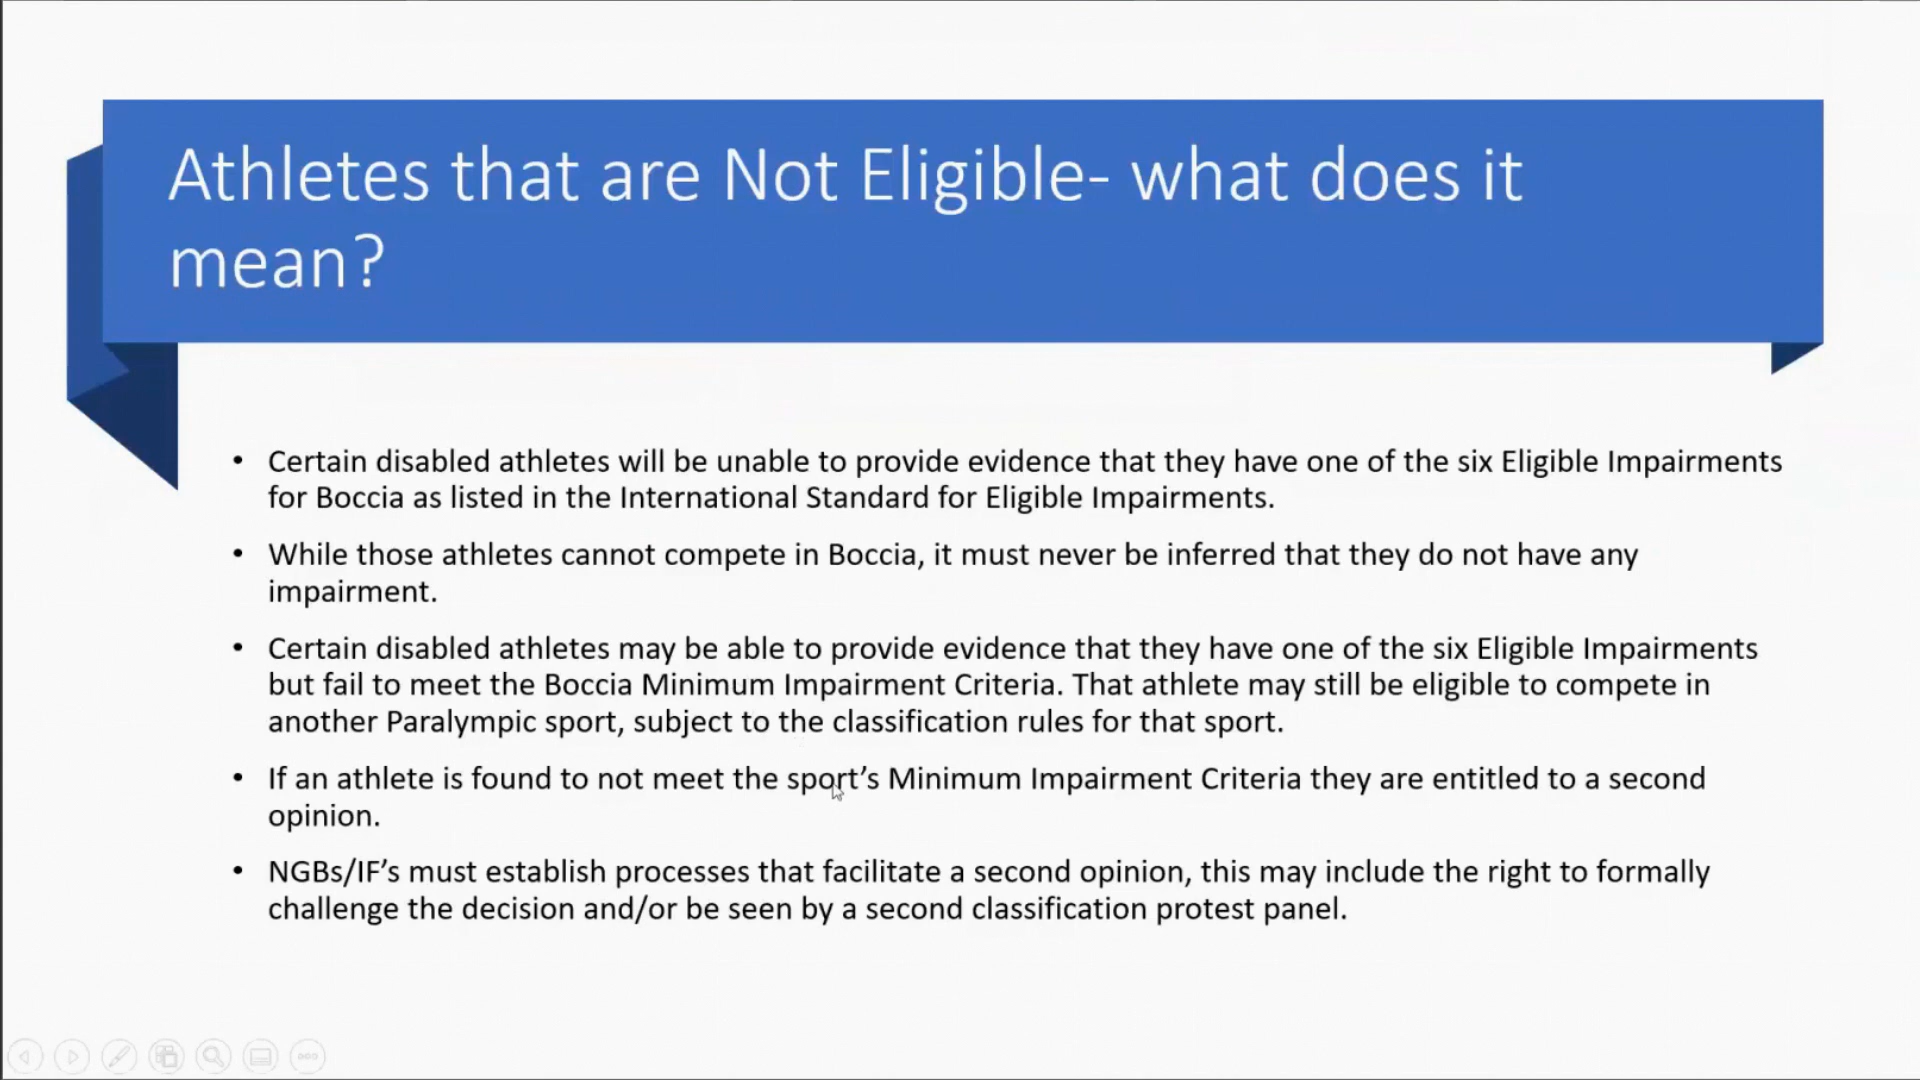 Athletes that are Not Eligible- what does it
mean?
• Certain disabled athletes will be unable to provide evidence that they have one of the six Eligible Impairments
for Boccia as listed in the International Standard for Eligible Impairments.
• While those athletes cannot compete in Boccia, it must never be inferred that they do not have any
impairment.
• Certain disabled athletes may be able to provide evidence that they have one of the six Eligible Impairments
but fail to meet the Boccia Minimum Impairment Criteria. That athlete may still be eligible to compete in
another Paralympic sport, subject to the classification rules for that sport.
• If an athlete is found to not meet the sport’s Minimum Impairment Criteria they are entitled to a second
opinion.
• NGBs/IF’s must establish processes that facilitate a second opinion, this may include the right to formally
challenge the decision and/or be seen by a second classification protest panel.